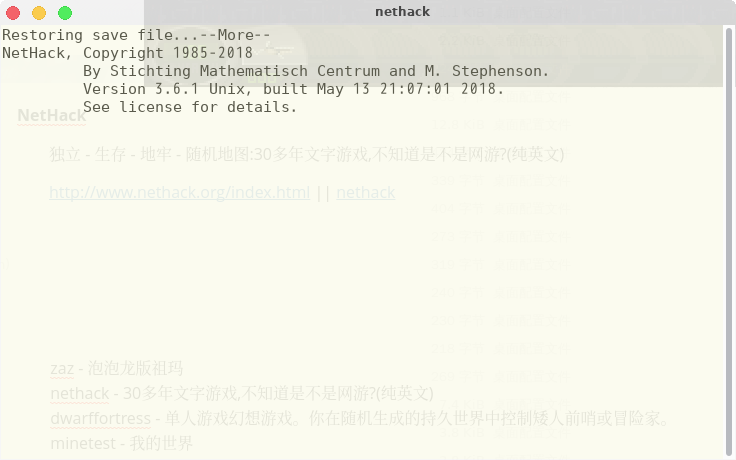 nethack
Restoring save file...--More--
NetHack, Copyright 1985-2018
By Stichting Mathematisch Centrum and M. Stephenson.
Version 3.6.1 Unix, built May 13 21:07:01 2018.
See license for details.
NetHack
独立 - 生存 - 地牢 - 随机地图:30多年文字游戏,不知道是不是网游?(纯英文)
http://www.nethack.org/index.html || nethack
zaz - 泡泡龙版祖玛
nethack - 30多年文字游戏,不知道是不是网游?(纯英文)
dwarffortress - 单人游戏幻想游戏。你在随机生成的持久世界中控制矮人前哨或冒险家。
minetest - 我的世界